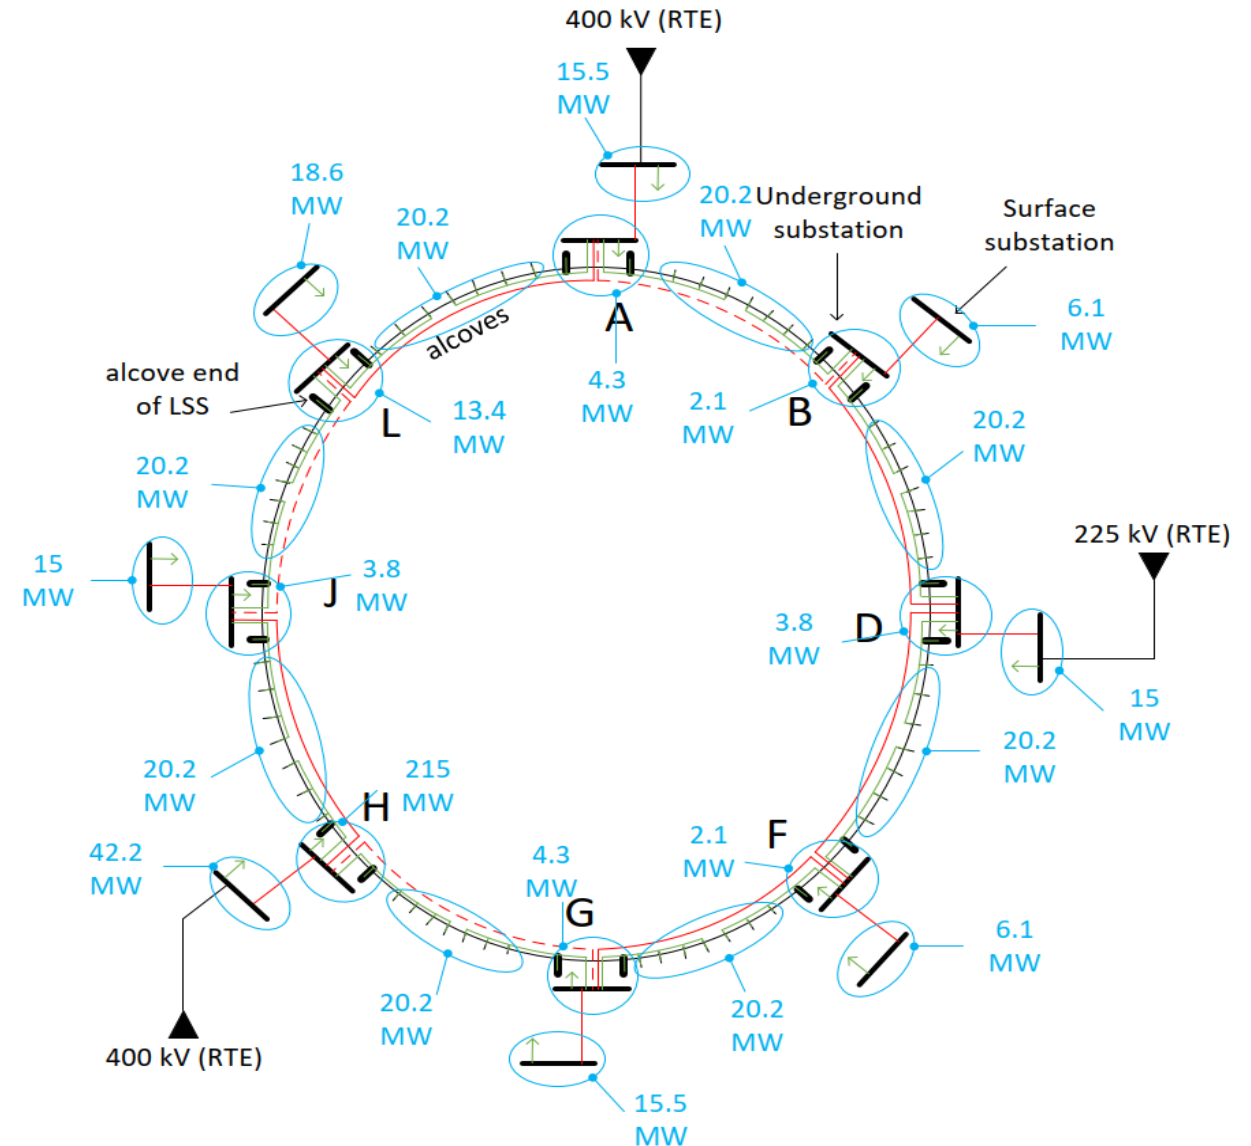 400 kV (RTE)
15.5
MW
18.6
MW
20.2
MW
20.2
MW
Underground
substation
Surface
substation
alcoves
A
6.1
MW
alcove end
of LSS
4.3
MW
2.1
MW
B
L
13.4
MW
20.2
MW
20.2
MW
225 kV (RTE)
15
MW
J
3.8
MW
3.8
MW
D
15
MW
20.2
MW
20.2
MW
H
215
MW
2.1
MW
F
42.2
MW
4.3
MW
G
6.1
MW
20.2
MW
20.2
MW
400 kV (RTE)
15.5
MW